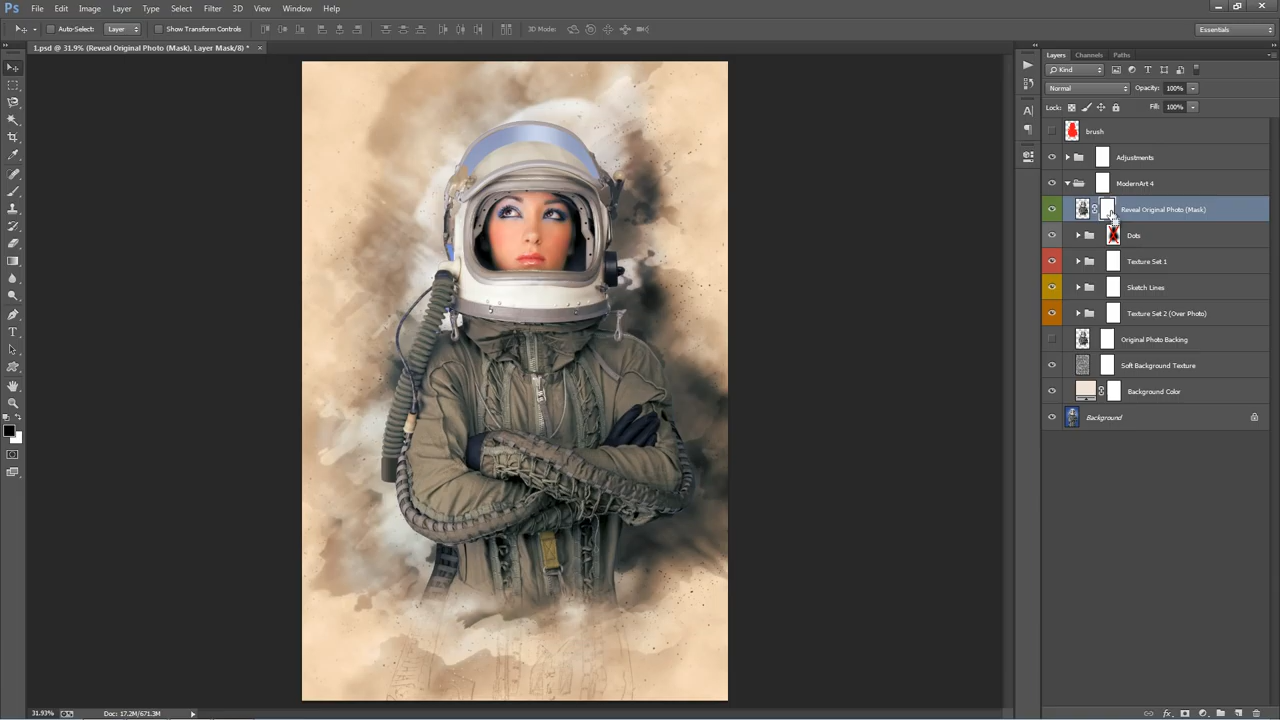 Ps File Edit Image Layer Type Select Filter 3D View Window Help
Auto-Select: Layer Show Transform Controls 3D Mode: Essentials
1.psd @ 31.9% (Reveal Original Photo (Mask), Layer Mask/8) * ×
Layers Channels Paths
Kind
Normal Opacity: 100%
Lock: Fill: 100%
brush
Adjustments
ModernArt 4
Reveal Original Photo (Mask)
Dots
Texture Set 1
Sketch Lines
Texture Set 2 (Over Photo)
Original Photo Backing
Soft Background Texture
Background Color
Background
31.93% Doc: 17.2M/671.3M